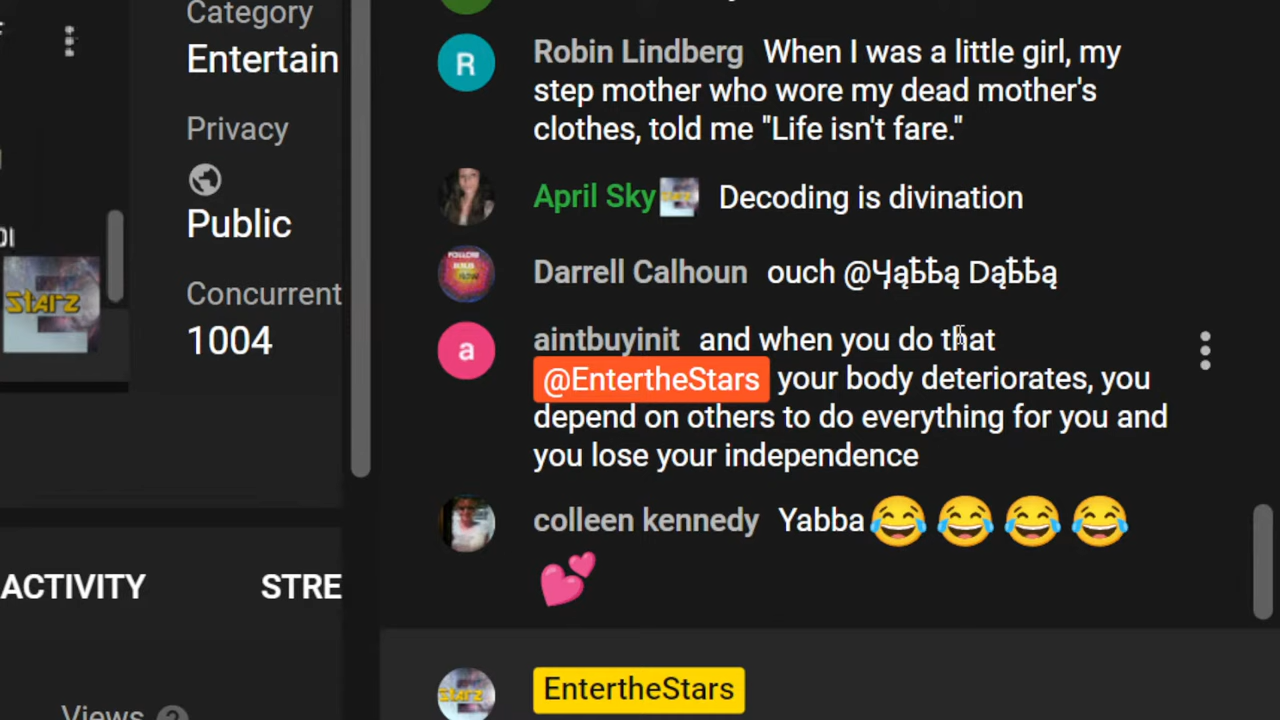 Category
Entertain
Privacy
Public
Concurrent
1004
STARZ
ACTIVITY STRE
Views
Robin Lindberg When I was a little girl, my
step mother who wore my dead mother's
clothes, told me "Life isn't fare."
April Sky Decoding is divination
Darrell Calhoun ouch @Ҷąҍҍą Dąҍҍą
aintbuyinit and when you do that
@EntertheStars your body deteriorates, you
depend on others to do everything for you and
you lose your independence
colleen kennedy Yabba😂😂😂😂
💕
EntertheStars